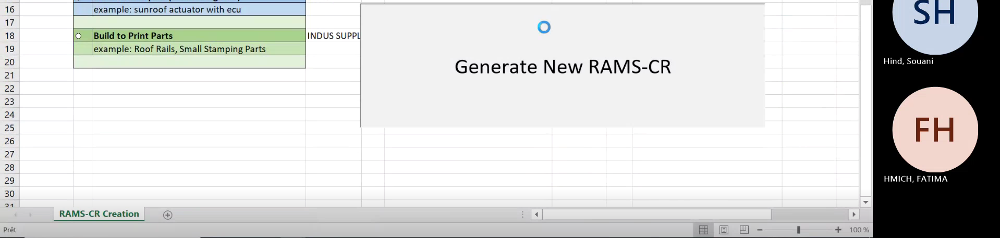 16
example: sunroof actuator with ecu
17
18
Build to Print Parts
INDUS SUPPL
19
example: Roof Rails, Small Stamping Parts
20
21
22
23
24
25
26
27
28
29
30
31
Generate New RAMS-CR
RAMS-CR Creation
Prêt
100 %
SH
Hind, Souani
FH
HMICH, FATIMA